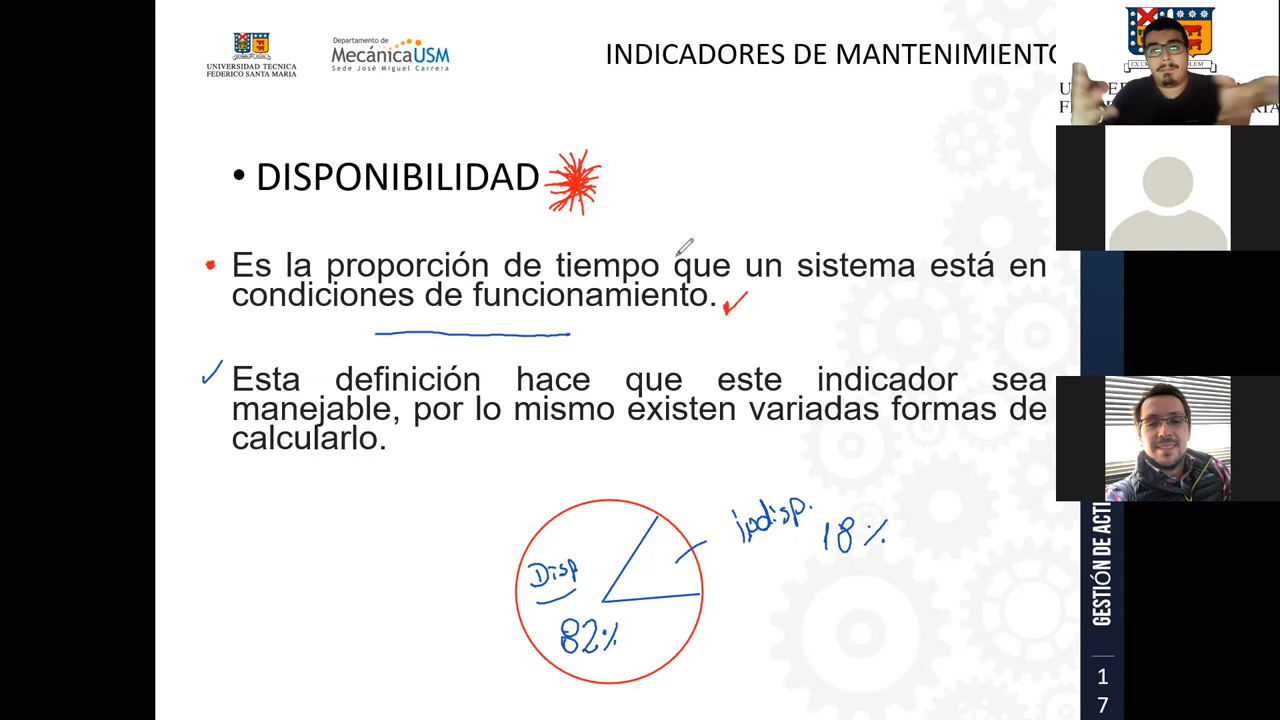 UNIVERSIDAD TECNICA
FEDERICO SANTA MARIA
Departamento de
MecánicaUSM
Sede José Miguel Carrera
INDICADORES DE MANTENIMIENTO
• DISPONIBILIDAD
• Es la proporción de tiempo que un sistema está en
condiciones de funcionamiento.
Esta definición hace que este indicador sea
manejable, por lo mismo existen variadas formas de
calcularlo.
indisp.
18%
Disp
82%
GESTIÓN DE ACTI
1
7